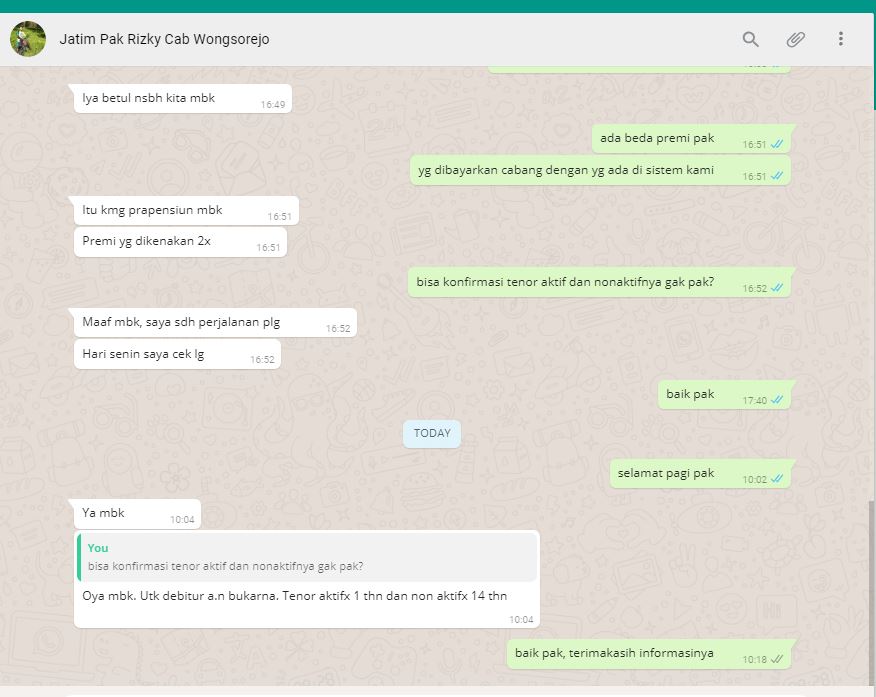 Jatim Pak Rizky Cab Wongsorejo
Iya betul nsbh kita mbk
16:49
ada beda premi pak
16:51
yg dibayarkan cabang dengan yg ada di sistem kami
16:51
Itu kmg prapensiun mbk
16:51
Premi yg dikenakan 2x
16:51
bisa konfirmasi tenor aktif dan nonaktifnya gak pak?
16:52
Maaf mbk, saya sdh perjalanan plg
16:52
Hari senin saya cek lg
16:52
baik pak
17:40
TODAY
selamat pagi pak
10:02
Ya mbk
10:04
You
bisa konfirmasi tenor aktif dan nonaktifnya gak pak?
Oya mbk. Utk debitur a.n bukarna. Tenor aktifx 1 thn dan non aktifx 14 thn
10:04
baik pak, terimakasih informasinya
10:18